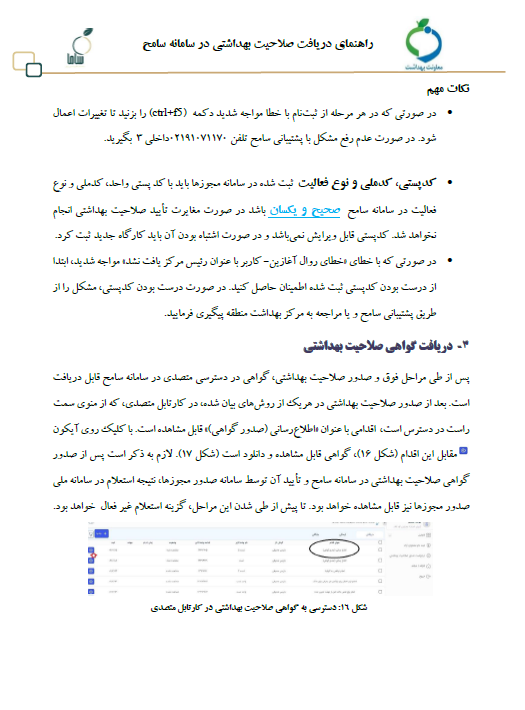 راهنمای دریافت صلاحیت بهداشتی در سامانه سامح
معاونت بهداشت
نکات مهم
• در صورتی که در هر مرحله از ثبت‌نام با خطا مواجه شدید دکمه (ctrl+f5) را بزنید تا تغییرات اعمال
شود. در صورت عدم رفع مشکل با پشتیبانی سامح تلفن ۰۲۱۹۱۰۷۱۱۷۰داخلی ۳ بگیرید.
• کدپستی، کدملی و نوع فعالیت ثبت شده در سامانه مجوزها باید با کد پستی واحد، کدملی و نوع
فعالیت در سامانه سامح صحیح و یکسان باشد در صورت مغایرت تأیید صلاحیت بهداشتی انجام
نخواهد شد. کدپستی قابل ویرایش نمی‌باشد و در صورت اشتباه بودن آن باید کارگاه جدید ثبت کرد.
• در صورتی که با خطای «خطای روال آغازین- کاربر با عنوان رئیس مرکز یافت نشد» مواجه شدید، ابتدا
از درست بودن کدپستی ثبت شده اطمینان حاصل کنید. در صورت درست بودن کدپستی، مشکل را از
طریق پشتیبانی سامح و یا مراجعه به مرکز بهداشت منطقه پیگیری فرمایید.
۴- دریافت گواهی صلاحیت بهداشتی
پس از طی مراحل فوق و صدور صلاحیت بهداشتی، گواهی در دسترسی متصدی در سامانه سامح قابل دریافت
است. بعد از صدور صلاحیت بهداشتی در هریک از روش‌های بیان شده، در کارتابل متصدی، که از منوی سمت
راست در دسترس است، اقدامی با عنوان «اطلاع‌رسانی (صدور گواهی)» قابل مشاهده است. با کلیک روی آیکون
مقابل این اقدام (شکل ۱۶)، گواهی قابل مشاهده و دانلود است (شکل ۱۷). لازم به ذکر است پس از صدور
گواهی صلاحیت بهداشتی در سامانه سامح و تأیید آن توسط سامانه صدور مجوزها، نتیجه استعلام در سامانه ملی
صدور مجوزها نیز قابل مشاهده خواهد بود. تا پیش از طی شدن این مراحل، گزینه استعلام غیر فعال خواهد بود.
شکل ۱۶: دسترسی به گواهی صلاحیت بهداشتی در کارتابل متصدی